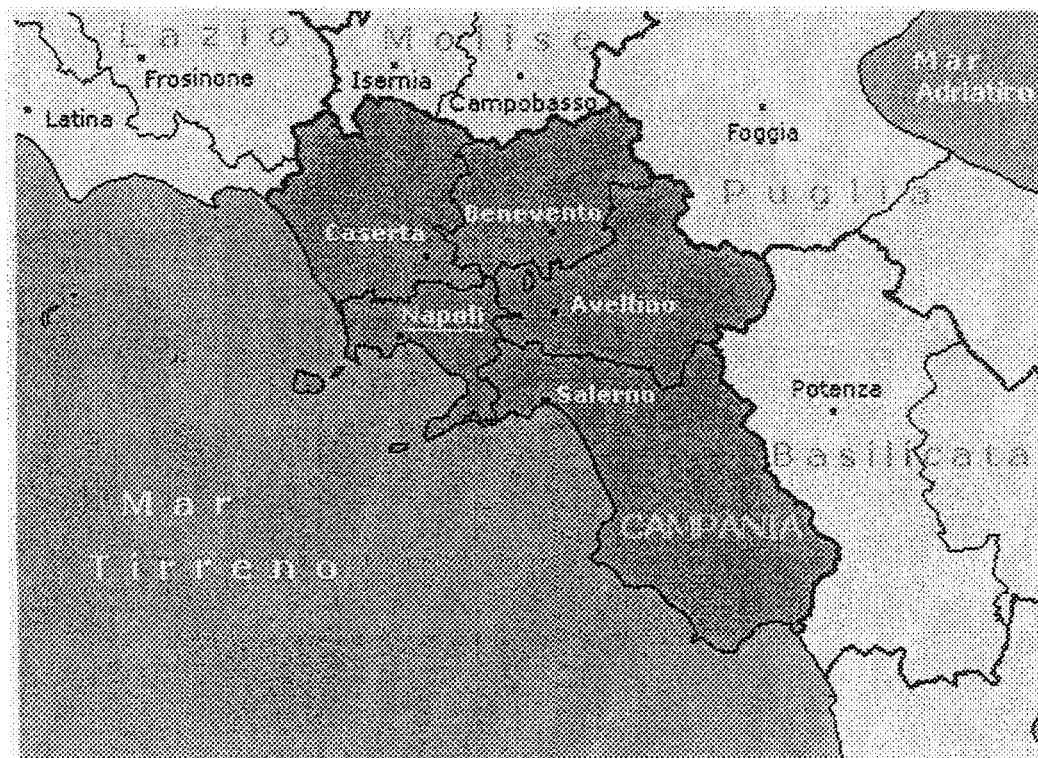 Lazio
Molise
Frosinone
Isernia
Mar
Adriatico
Latina
Campobasso
Foggia
Puglia
Benevento
Caserta
Napoli
Avellino
Salerno
Potenza
Basilicata
Mar
Tirreno
CAMPANIA